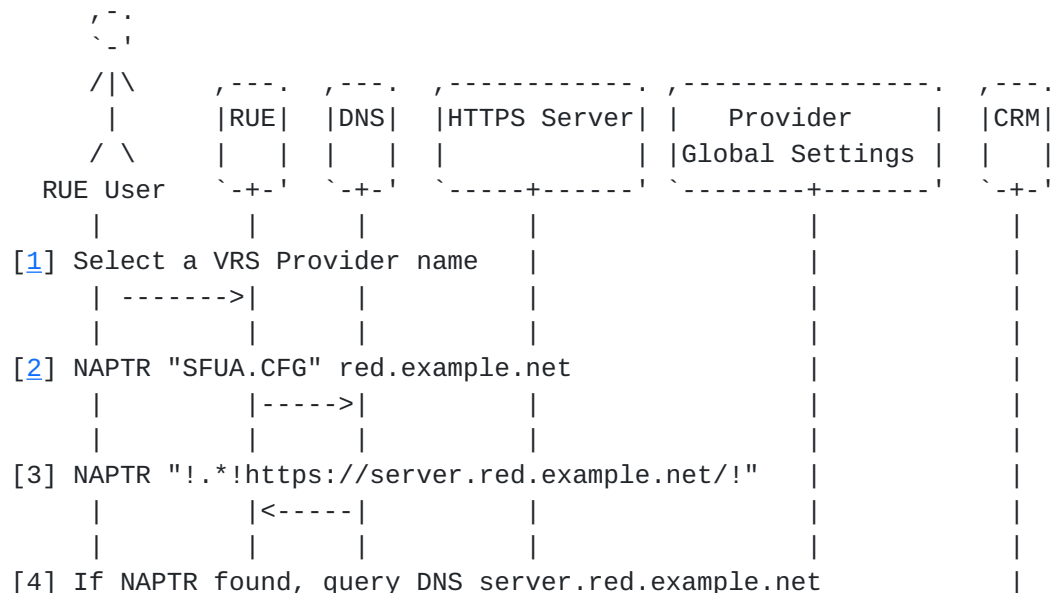 ,-.
     `-'
     /|\      ,---.  ,---.  ,------------. ,----------------.  ,---.
      |       |RUE|  |DNS|  |HTTPS Server| |   Provider     |  |CRM|
     / \      |   |  |   |  |            | |Global Settings |  |   |
  RUE User   `-+-'  `-+-'  `-----+------' `--------+-------'  `-+-'
     |         |      |          |                 |            |
[1] Select a VRS Provider name   |                 |            |
     | ------->|      |          |                 |            |
     |         |      |          |                 |            |
[2] NAPTR "SFUA.CFG" red.example.net               |            |
     |         |----->|          |                 |            |
     |         |      |          |                 |            |
[3] NAPTR "!.*!https://server.red.example.net/!"   |            |
     |         |<-----|          |                 |            |
     |         |      |          |                 |            |
[4] If NAPTR found, query DNS server.red.example.net            |